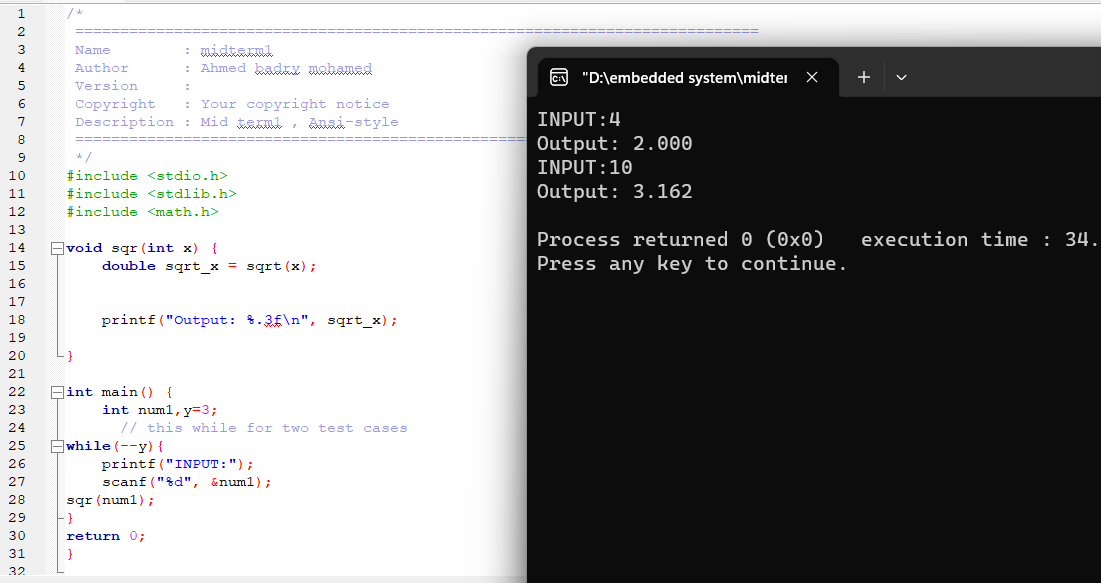 1 /*
2 ============================================================================
3 Name        : midterm1
4 Author      : Ahmed badry mohamed
5 Version     :
6 Copyright   : Your copyright notice
7 Description : Mid term1 , Ansi-style
8 ==================================================
9 */
10 #include <stdio.h>
11 #include <stdlib.h>
12 #include <math.h>
13
14 void sqr(int x) {
15     double sqrt_x = sqrt(x);
16
17
18     printf("Output: %.3f\n", sqrt_x);
19
20 }
21
22 int main() {
23     int num1,y=3;
24       // this while for two test cases
25 while(--y){
26     printf("INPUT:");
27     scanf("%d", &num1);
28 sqr(num1);
29 }
30 return 0;
31 }
32
"D:\embedded system\midter
INPUT:4
Output: 2.000
INPUT:10
Output: 3.162
Process returned 0 (0x0)   execution time : 34.
Press any key to continue.